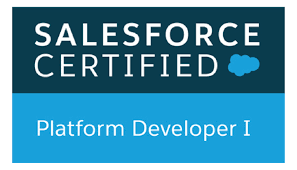 SALESFORCE
CERTIFIED
Platform Developer I